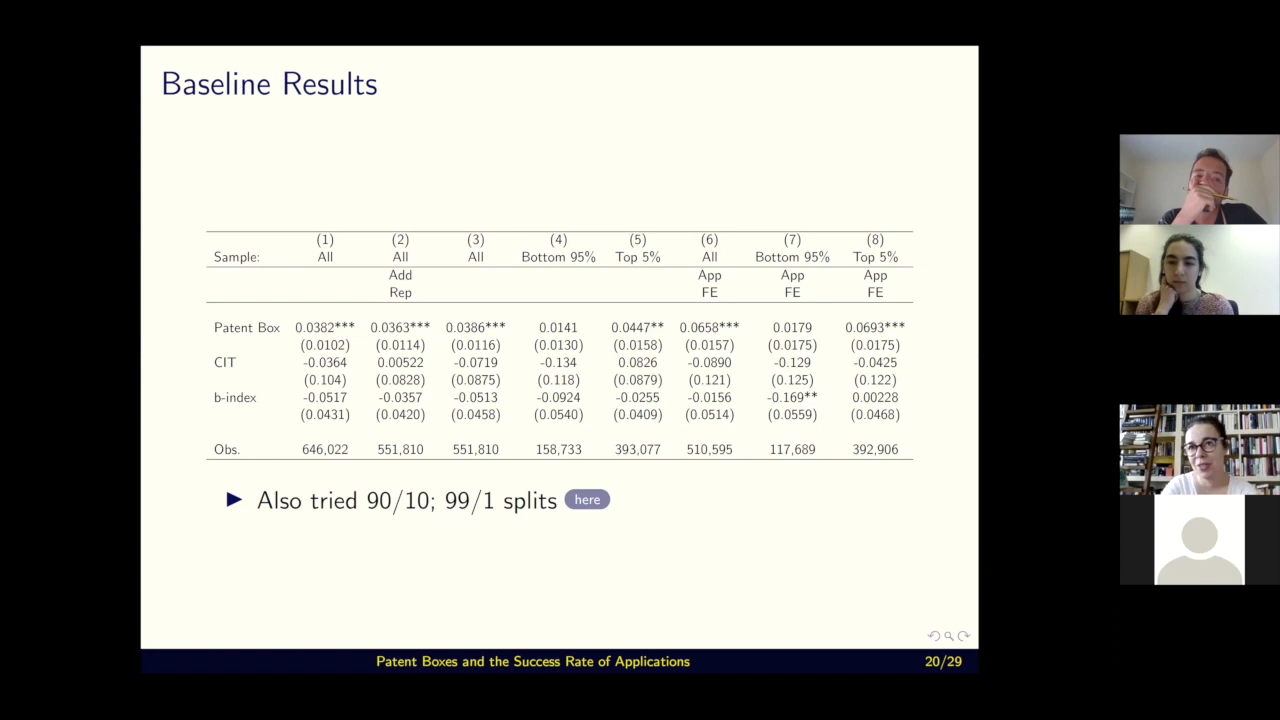 Baseline Results
(1) (2) (3) (4) (5) (6) (7) (8)
Sample: All All All Bottom 95% Top 5% All Bottom 95% Top 5%
Add App App App
Rep FE FE FE
Patent Box 0.0382*** 0.0363*** 0.0386*** 0.0141 0.0447** 0.0658*** 0.0179 0.0693***
(0.0102) (0.0114) (0.0116) (0.0130) (0.0158) (0.0157) (0.0175) (0.0175)
CIT -0.0364 0.00522 -0.0719 -0.134 0.0826 -0.0890 -0.129 -0.0425
(0.104) (0.0828) (0.0875) (0.118) (0.0879) (0.121) (0.125) (0.122)
b-index -0.0517 -0.0357 -0.0513 -0.0924 -0.0255 -0.0156 -0.169** 0.00228
(0.0431) (0.0420) (0.0458) (0.0540) (0.0409) (0.0514) (0.0559) (0.0468)
Obs. 646,022 551,810 551,810 158,733 393,077 510,595 117,689 392,906
Also tried 90/10; 99/1 splits here
Patent Boxes and the Success Rate of Applications 20/29